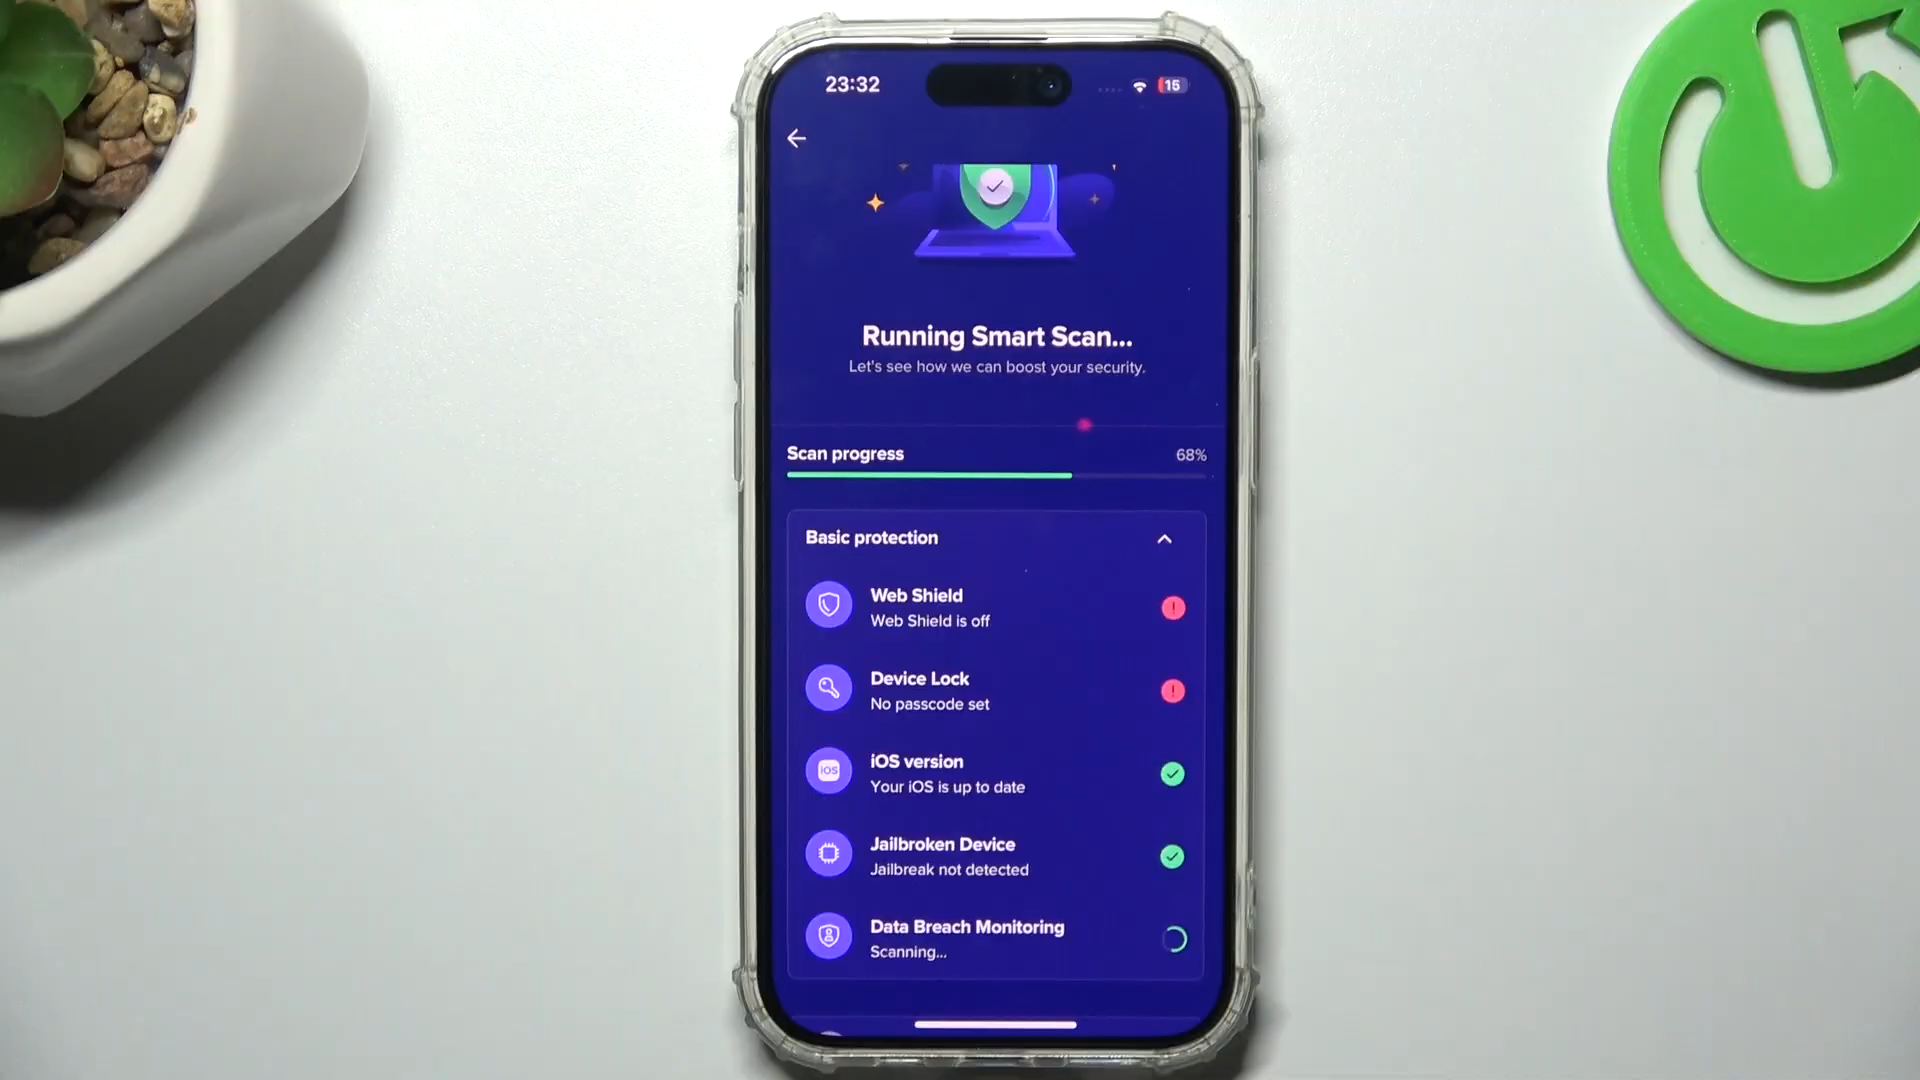 23:32
15
Running Smart Scan...
Let's see how we can boost your security.
Scan progress
68%
Basic protection
Web Shield
Web Shield is off
Device Lock
No passcode set
iOS version
iOS
Your iOS is up to date
Jailbroken Device
Jailbreak not detected
Data Breach Monitoring
Scanning...